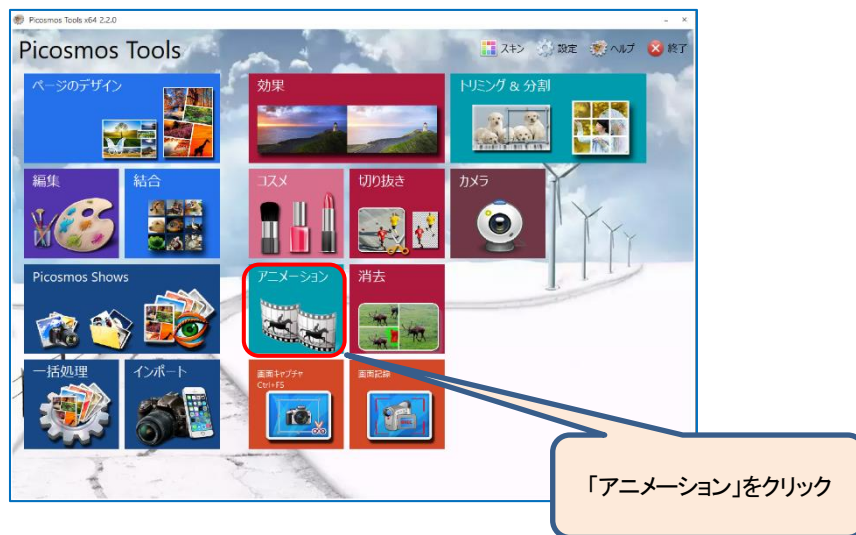 Picosmos Tools x64 2.2.0
Picosmos Tools
スキン 設定 ヘルプ 終了
ページのデザイン
効果
トリミング & 分割
編集
結合
コスメ
切り抜き
カメラ
Picosmos Shows
アニメーション
消去
一括処理
インポート
画面キャプチャ
Ctrl+F5
画面記録
「アニメーション」をクリック